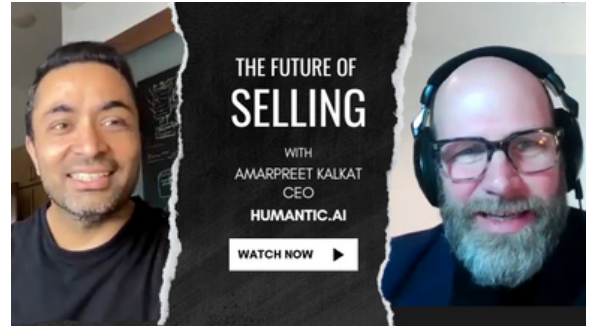 THE FUTURE OF
SELLING
WITH
AMARPREET KALKAT
CEO
HUMANTIC.AI
WATCH NOW